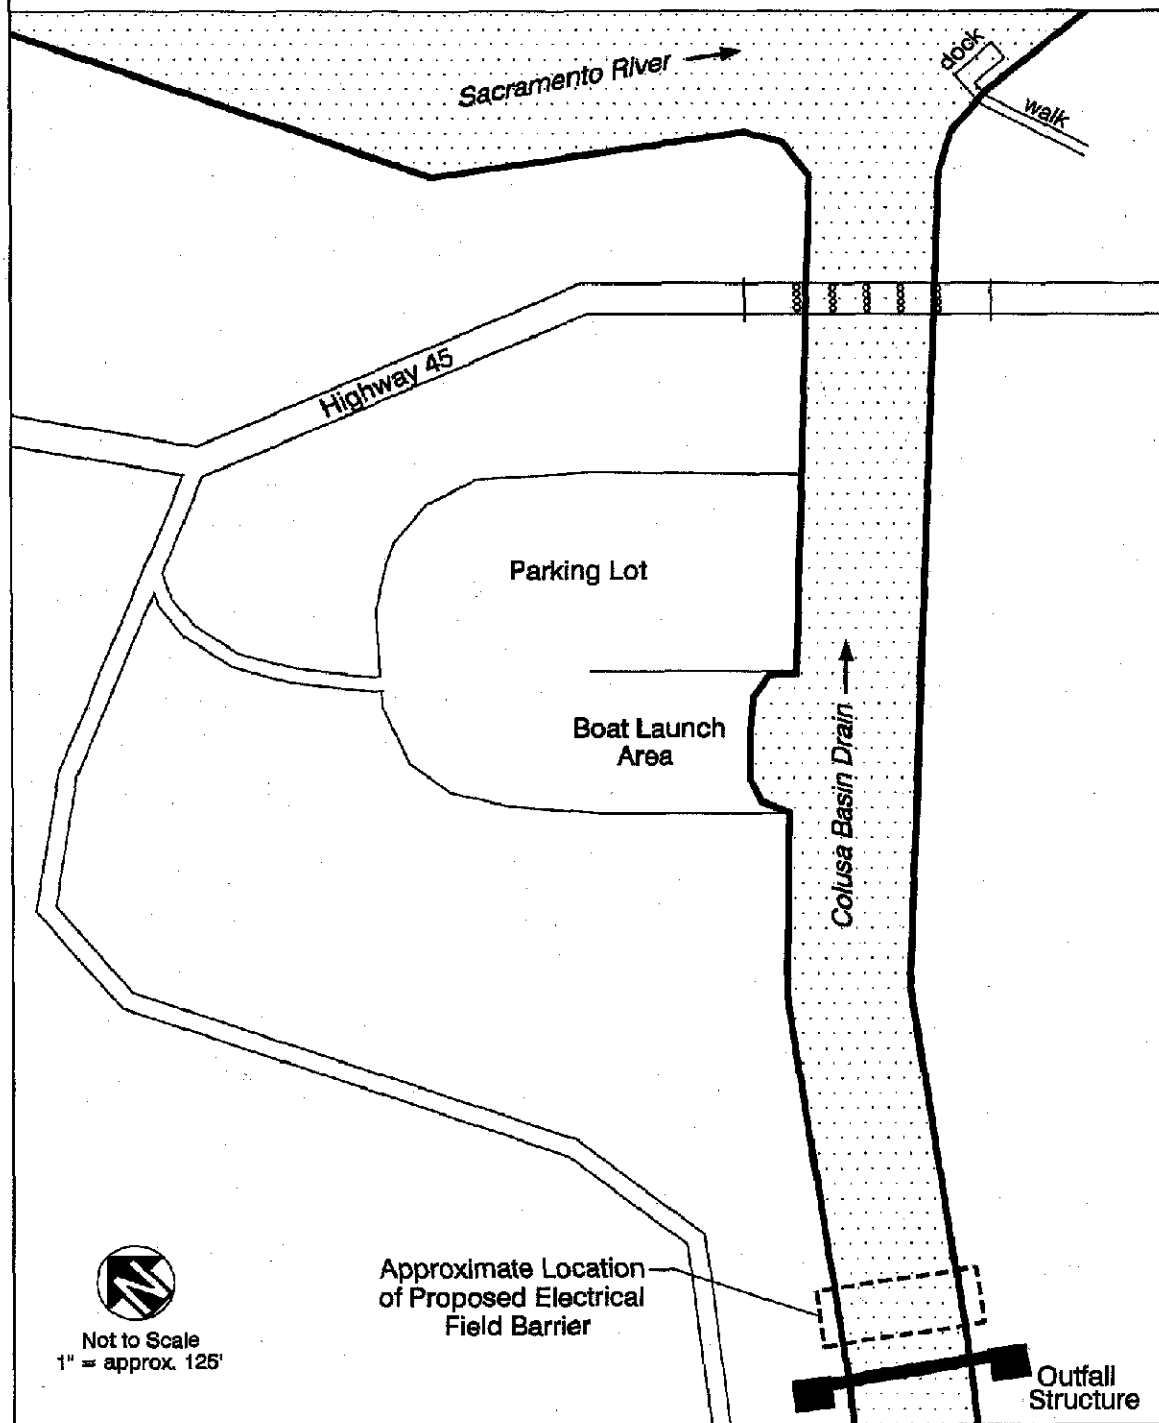 dock
Sacramento River
walk
Highway 45
Parking Lot
Boat Launch
Area
Colusa Basin Drain
Approximate Location
of Proposed Electrical
Field Barrier
N
Not to Scale
1" = approx. 125'
Outfall
Structure